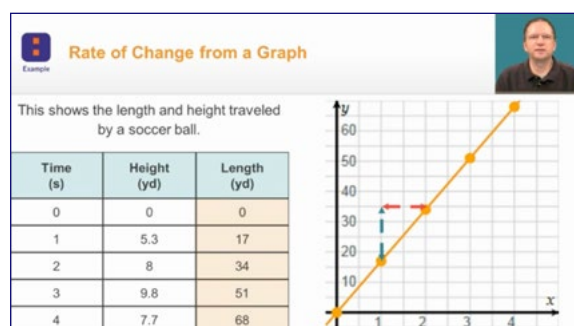 Example
Rate of Change from a Graph
This shows the length and height traveled
by a soccer ball.
Time
(s)
Height
(yd)
Length
(yd)
0 0 0
1 5.3 17
2 8 34
3 9.8 51
4 7.7 68
y
60
50
40
30
20
10
x
1 2 3 4